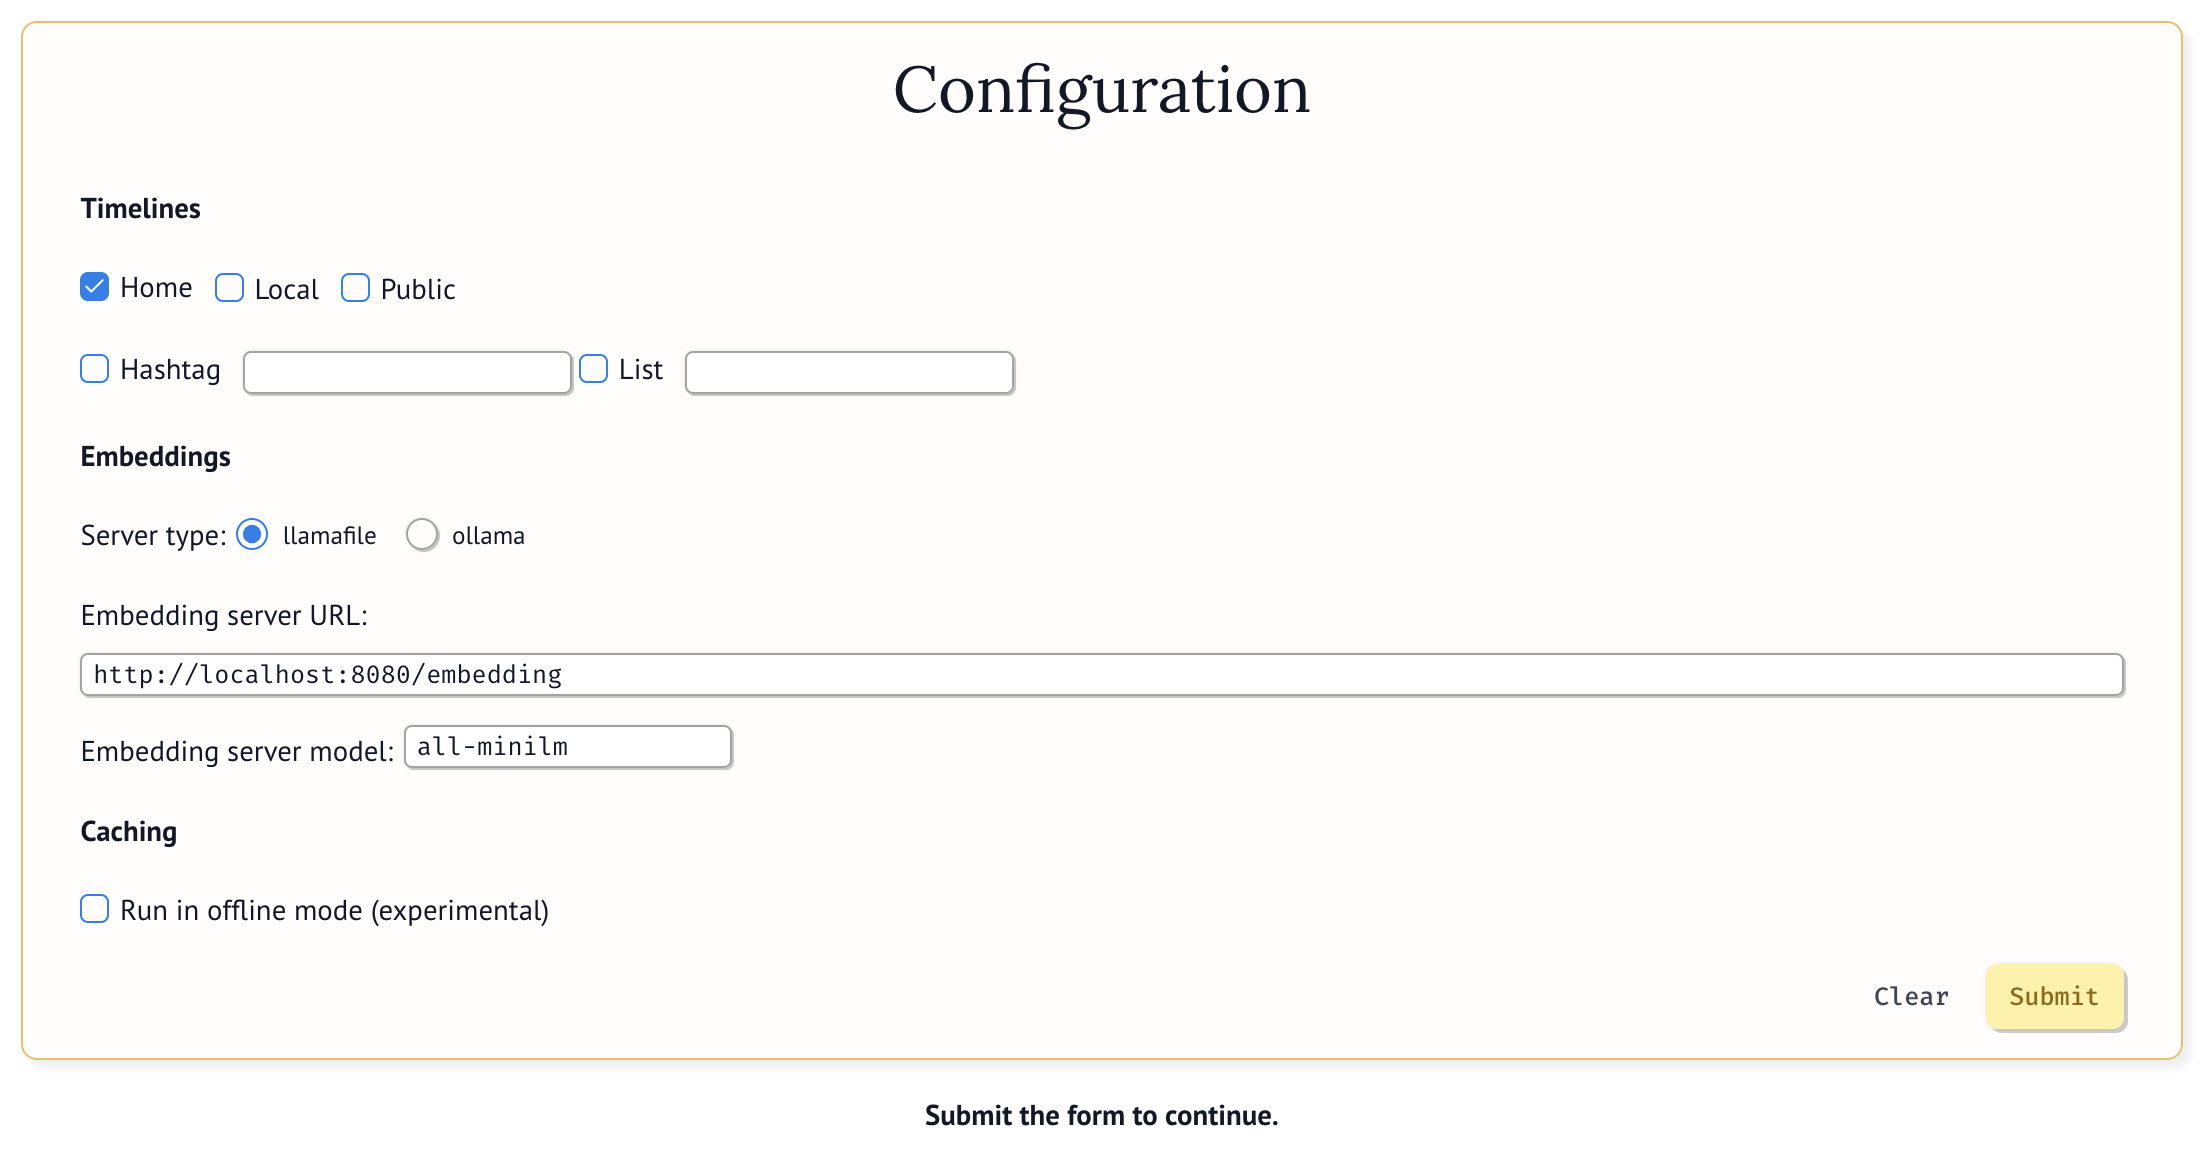 Configuration
Timelines
Home Local Public
Hashtag List
Embeddings
Server type: llamafile ollama
Embedding server URL:
http://localhost:8080/embedding
Embedding server model: all-minilm
Caching
Run in offline mode (experimental)
Clear Submit
Submit the form to continue.